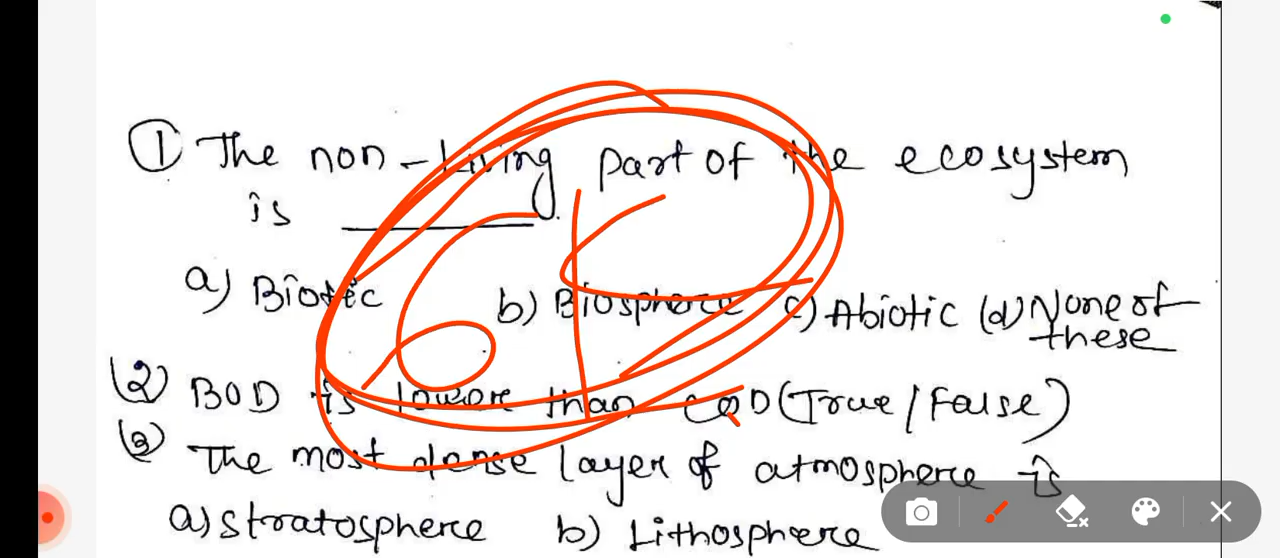 ① The non-Living part of the ecosystem
is ________.
a) Biotic b) Biosphere c) Abiotic (d) None of
these
(2) BOD is lower than COD (True/False)
(3) The most dense layer of atmosphere is
a) stratosphere b) Lithosphere